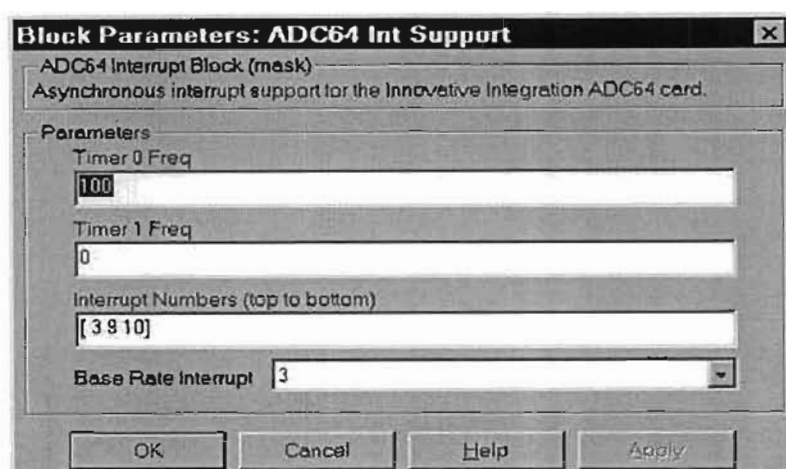 Block Parameters: ADC64 Int Support
ADC64 Interrupt Block (mask)
Asynchronous interrupt support for the Innovative Integration ADC64 card.
Parameters
Timer 0 Freq
100
Timer 1 Freq
0
Interrupt Numbers (top to bottom)
[ 3 9 10]
Base Rate Interrupt 3
OK Cancel Help Apply